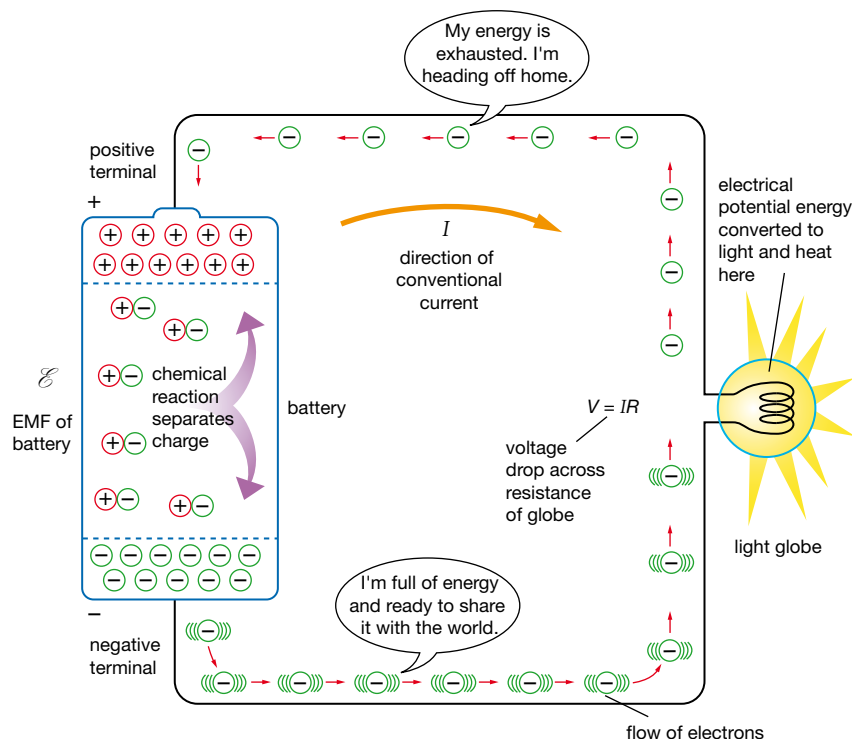 My energy is
exhausted. I'm
heading off home.
positive
terminal
+
I
direction of
conventional
current
electrical
potential energy
converted to
light and heat
here
ℰ
EMF of
battery
chemical
reaction
separates
charge
battery
V = IR
voltage
drop across
resistance
of globe
light globe
I'm full of energy
and ready to share
it with the world.
–
negative
terminal
flow of electrons